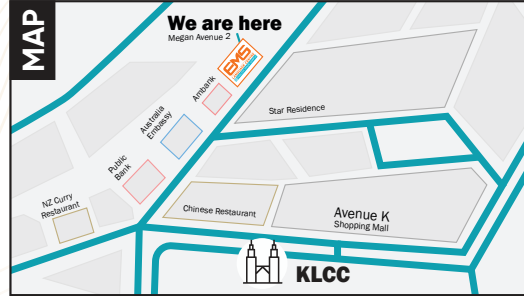 MAP
We are here
Megan Avenue 2
EMS
Ambank
Star Residence
Australia
Embassy
Public
Bank
NZ Curry
Restaurant
Chinese Restaurant
Avenue K
Shopping Mall
KLCC